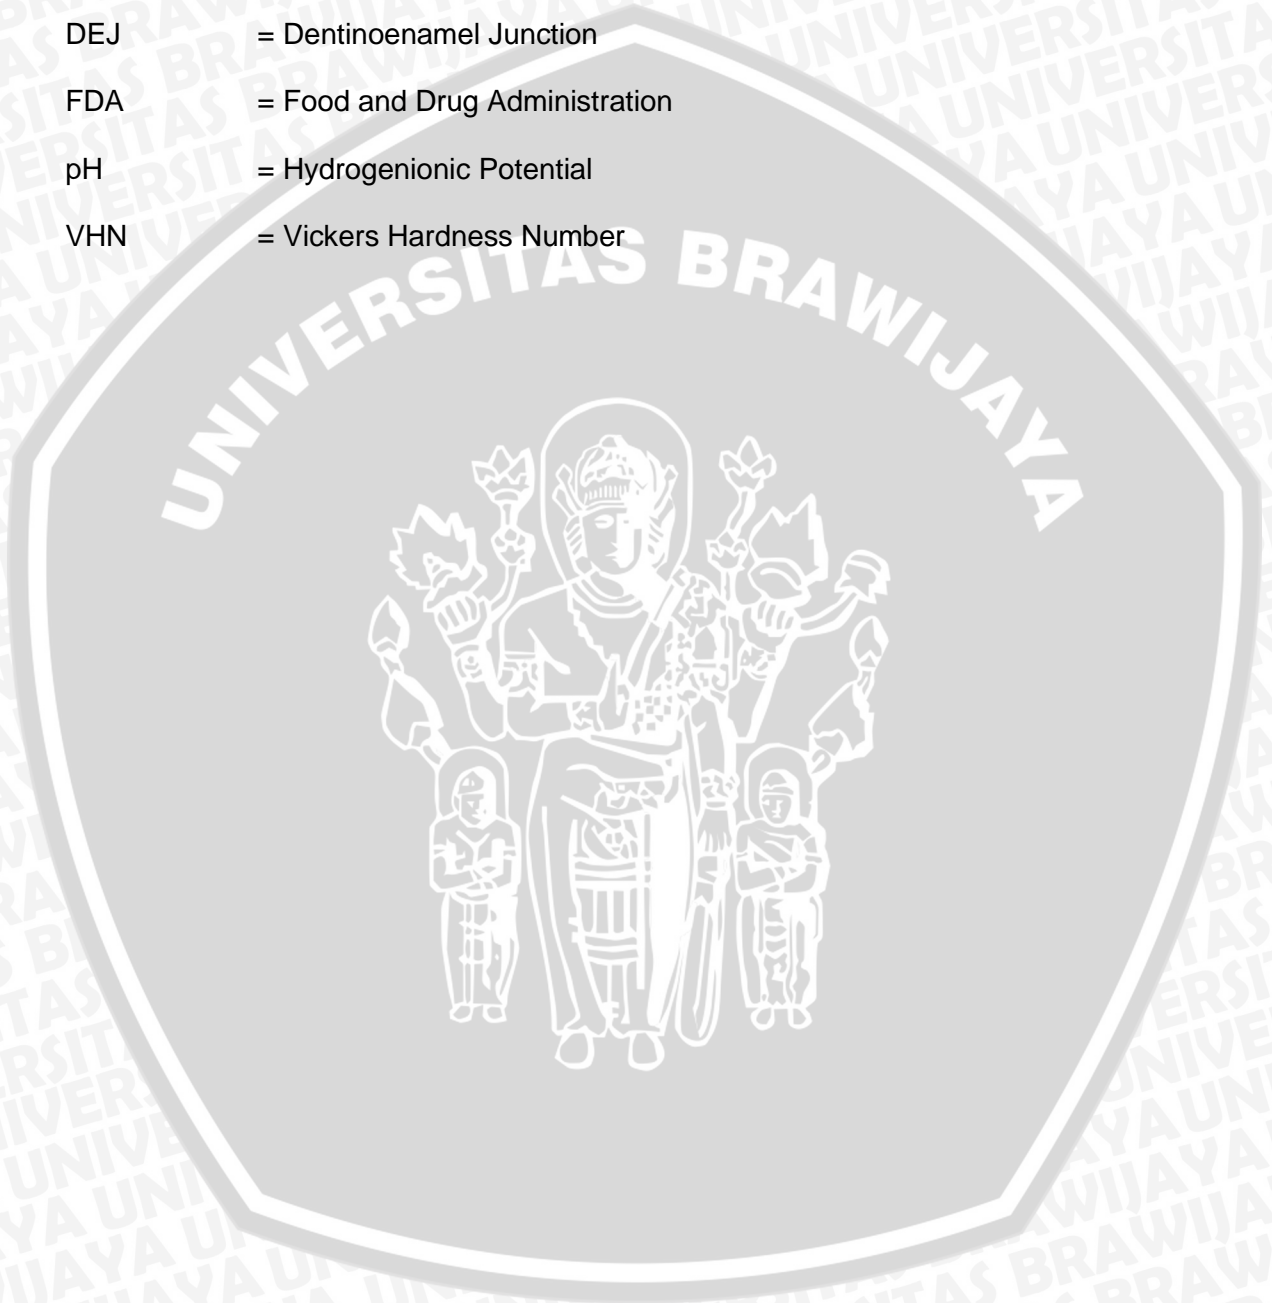 DEJ = Dentinoenamel Junction
FDA = Food and Drug Administration
pH = Hydrogenionic Potential
VHN = Vickers Hardness Number
UNIVERSITAS BRAWIJAYA